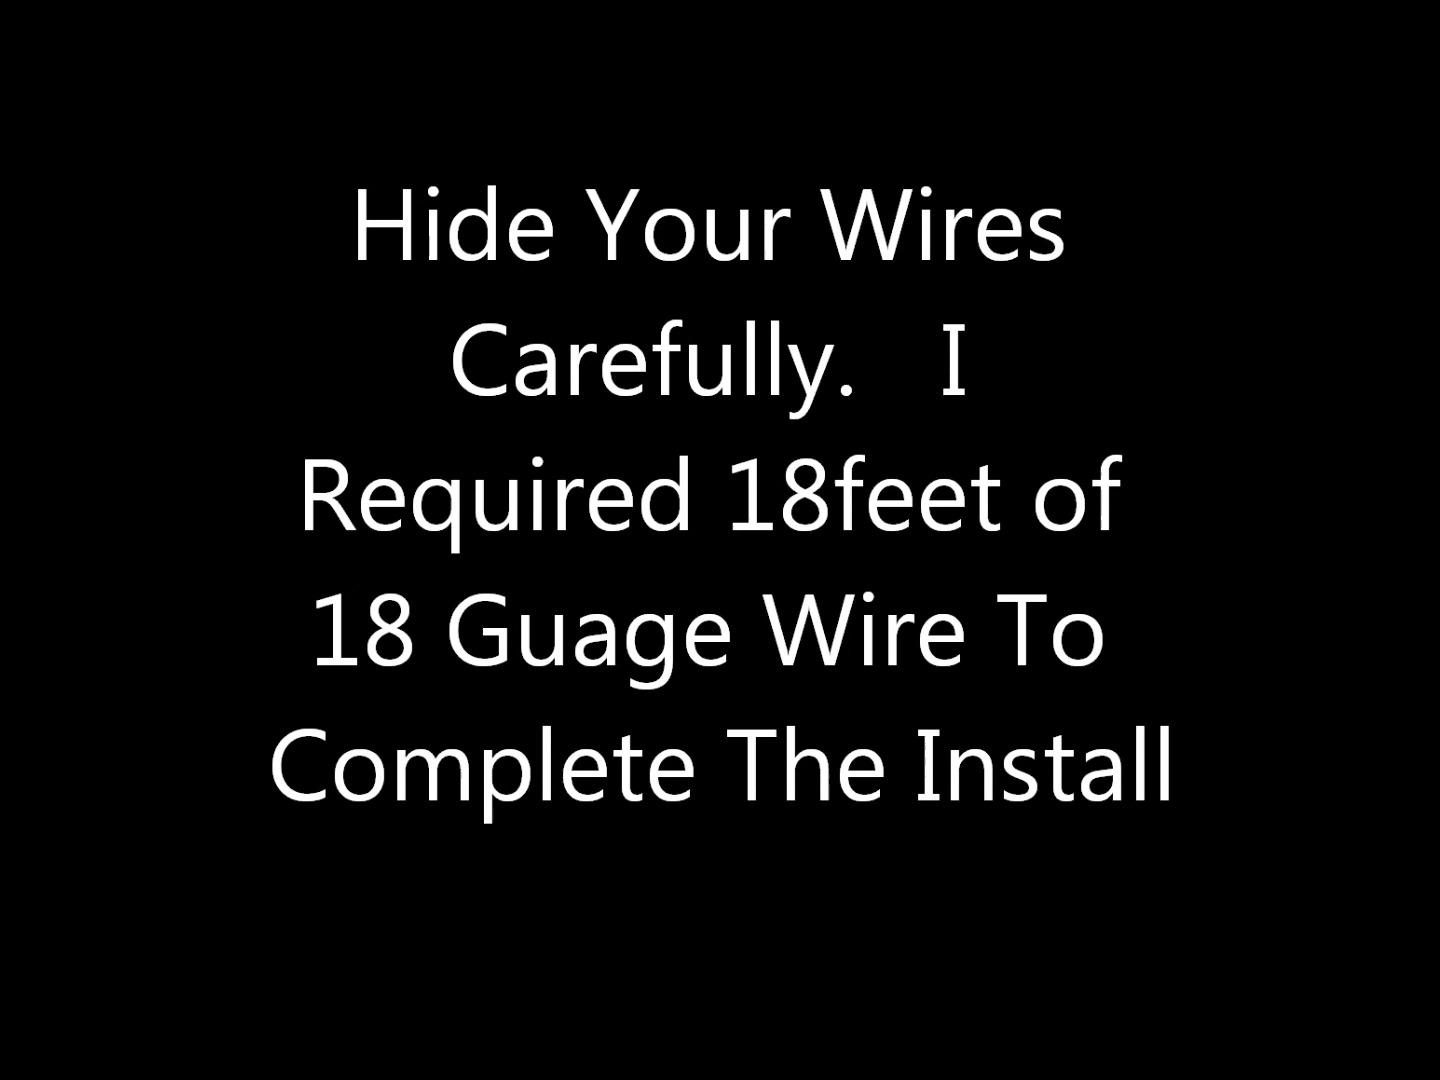 Hide Your Wires
Carefully.   I
Required 18feet of
18 Guage Wire To
Complete The Install